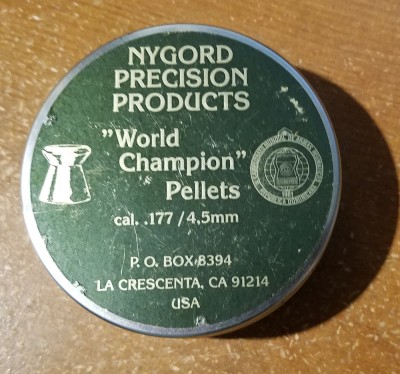 NYGORD
PRECISION
PRODUCTS
"World
Champion"
Pellets
cal. .177 / 4,5mm
P. O. BOX 8394
LA CRESCENTA, CA 91214
USA